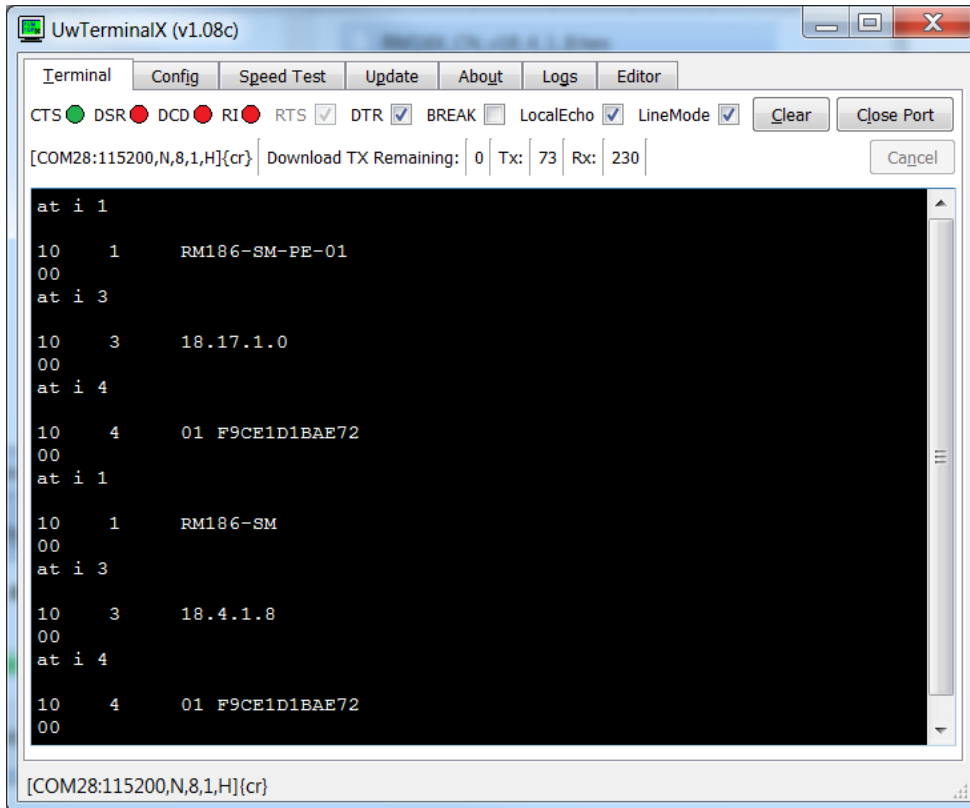 UwTerminalX (v1.08c)
Terminal Config Speed Test Update About Logs Editor
CTS DSR DCD RI RTS DTR BREAK LocalEcho LineMode Clear Close Port
[COM28:115200,N,8,1,H]{cr} Download TX Remaining: 0 Tx: 73 Rx: 230 Cancel
at i 1
10 1 RM186-SM-PE-01
00
at i 3
10 3 18.17.1.0
00
at i 4
10 4 01 F9CE1D1BAE72
00
at i 1
10 1 RM186-SM
00
at i 3
10 3 18.4.1.8
00
at i 4
10 4 01 F9CE1D1BAE72
00
[COM28:115200,N,8,1,H]{cr}